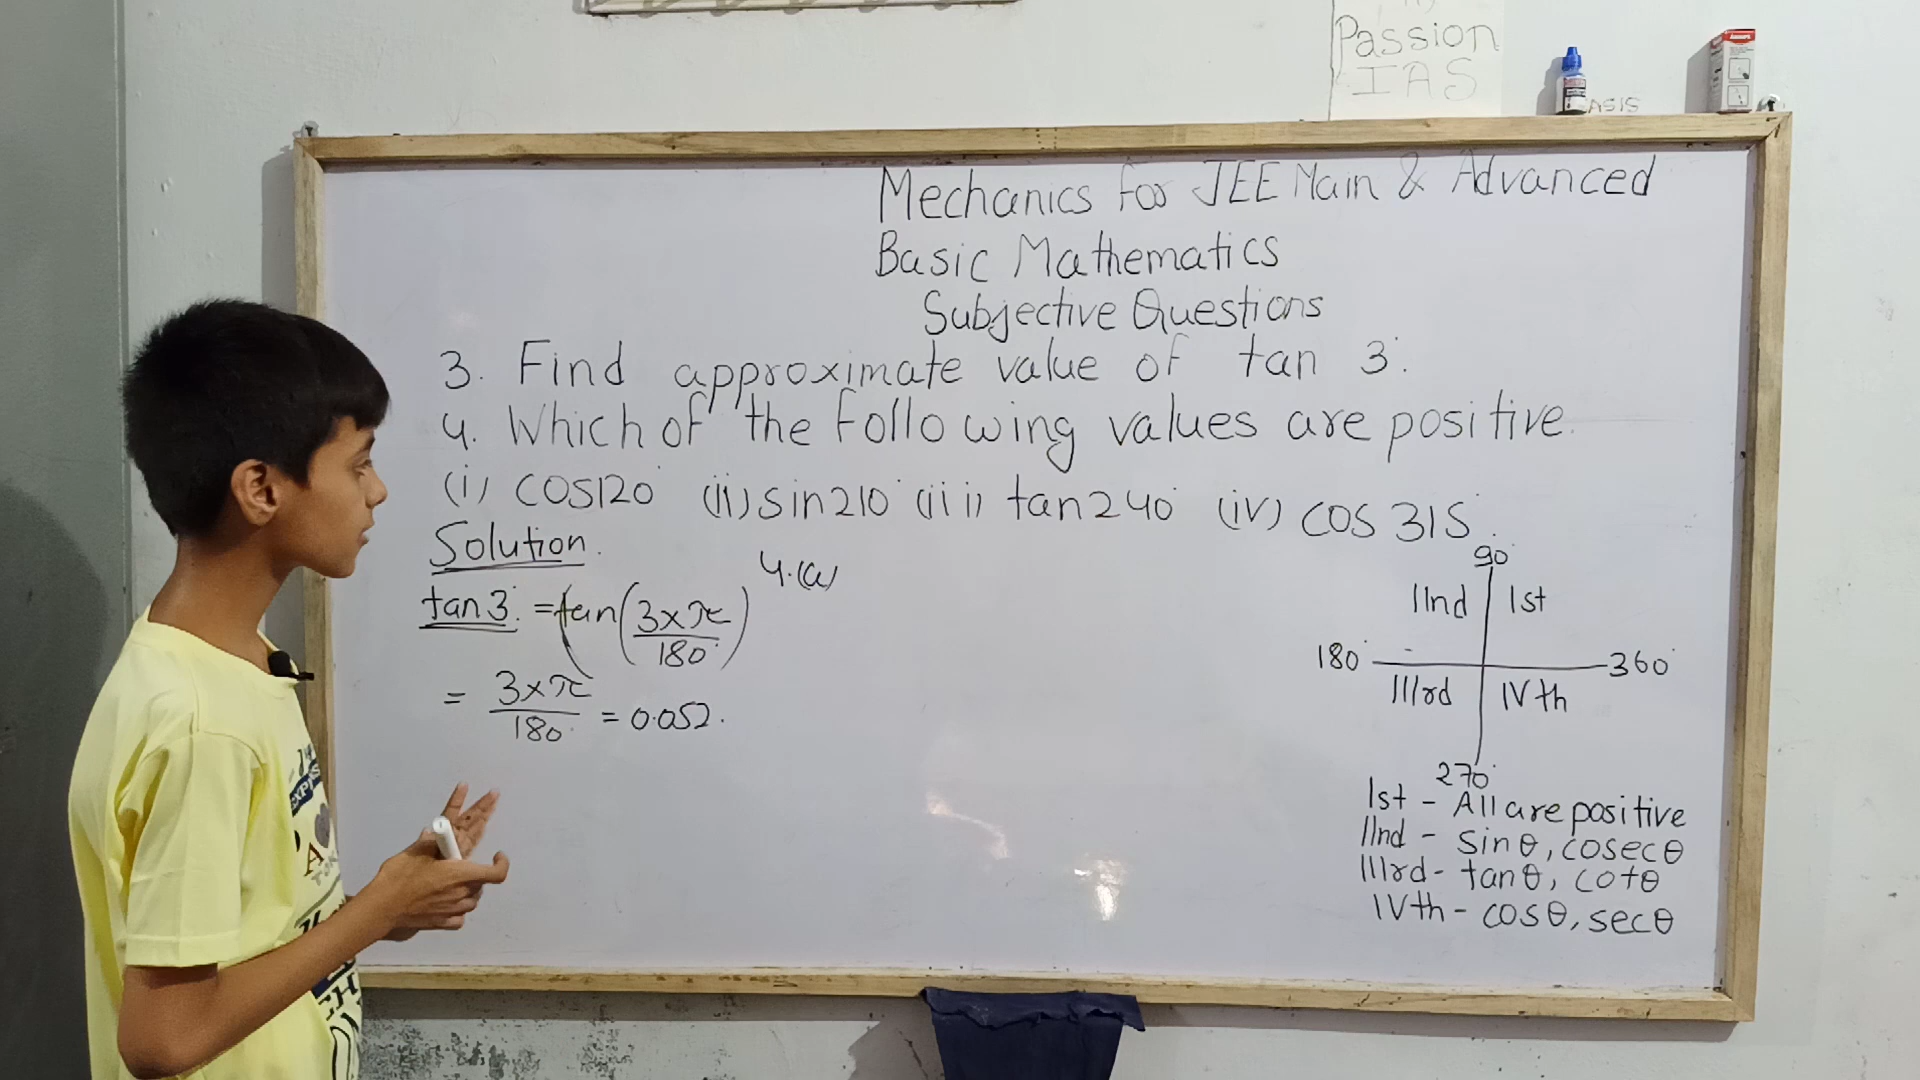 Passion
IAS
ASIS
Mechanics for JEE Main & Advanced
Basic Mathematics
Subjective Questions
3. Find approximate value of tan 3°.
4. Which of the following values are positive.
(i) cos120° (ii) sin210° (iii) tan240° (iv) cos 315°.
Solution.
tan3° = tan(3×π/180°)
= 3×π/180° = 0.052.
4.(a)
90°
IInd Ist
180° 360°
IIIrd IVth
270°
Ist - All are positive
IInd - sinθ, cosecθ
IIIrd - tanθ, cotθ
IVth - cosθ, secθ